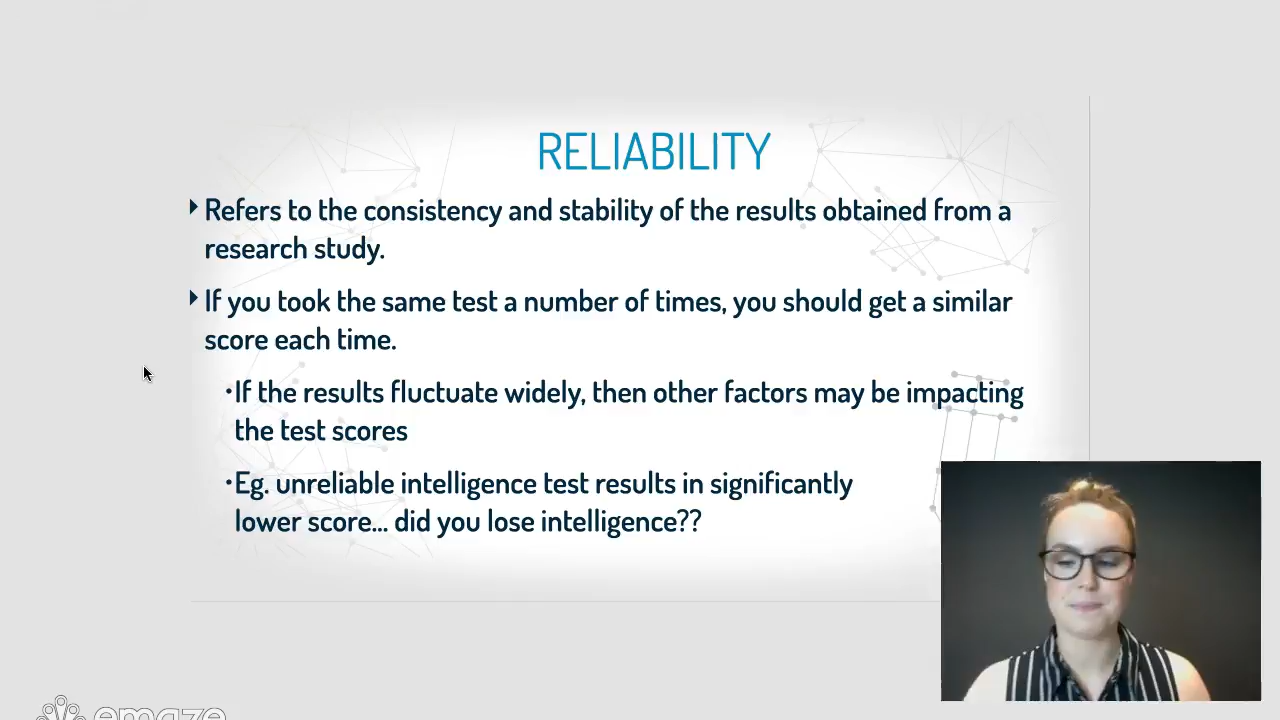 RELIABILITY
Refers to the consistency and stability of the results obtained from a
research study.
If you took the same test a number of times, you should get a similar
score each time.
•If the results fluctuate widely, then other factors may be impacting
the test scores
•Eg. unreliable intelligence test results in significantly
lower score... did you lose intelligence??
emaze